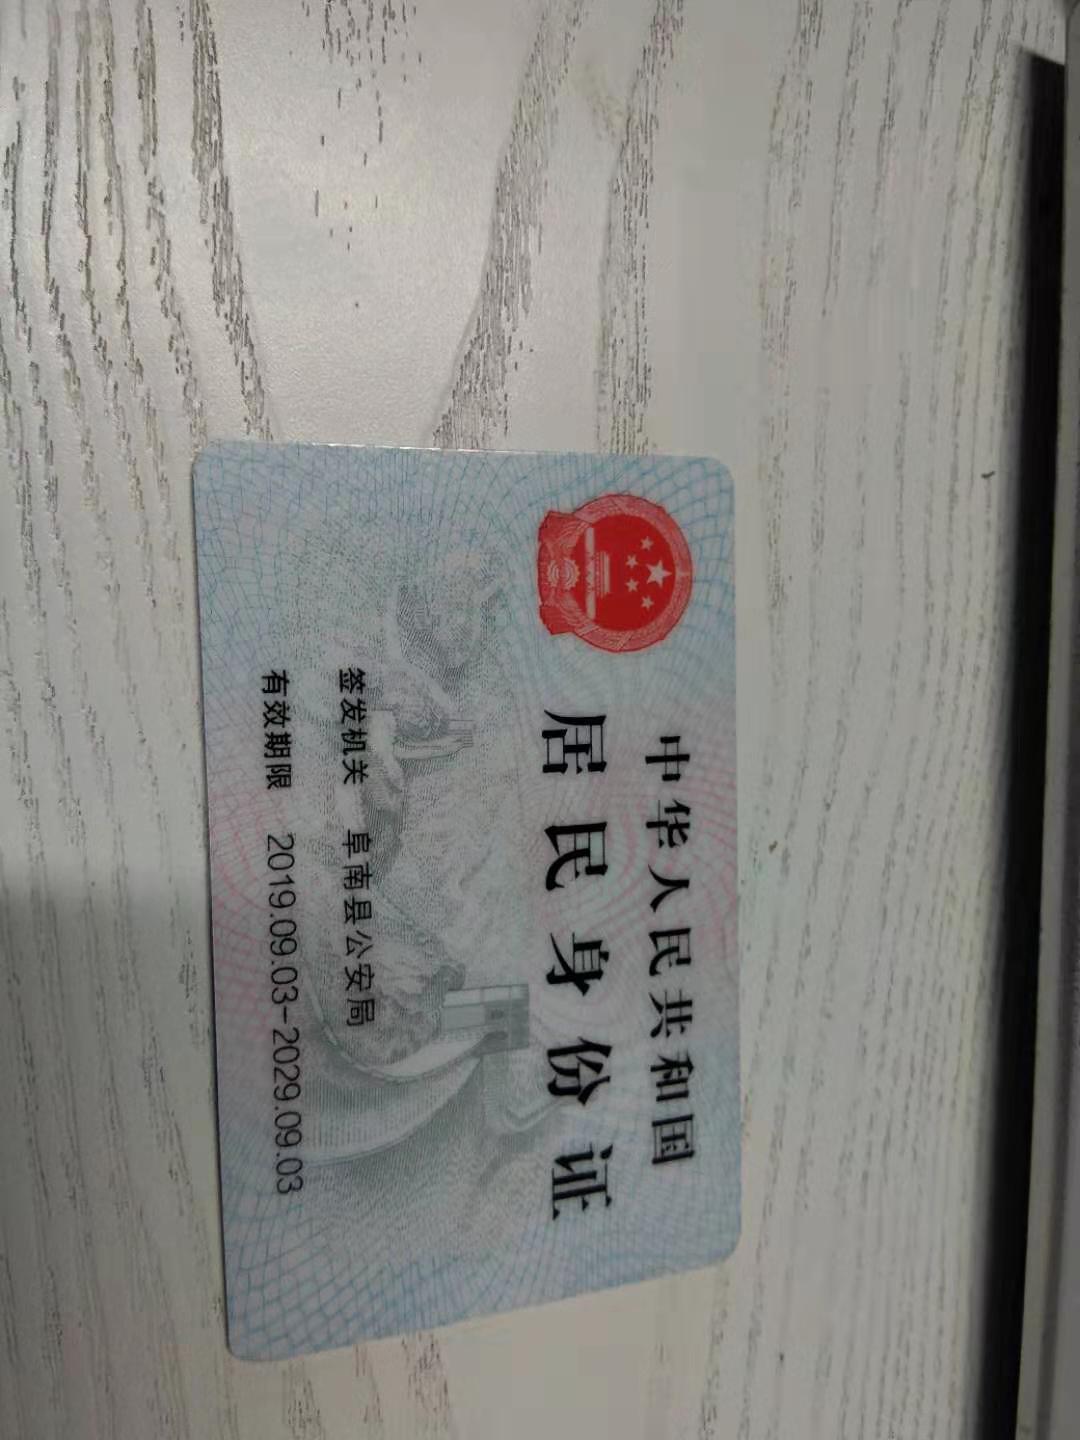 中华人民共和国
居民身份证
签发机关 阜南县公安局
有效期限 2019.09.03-2029.09.03